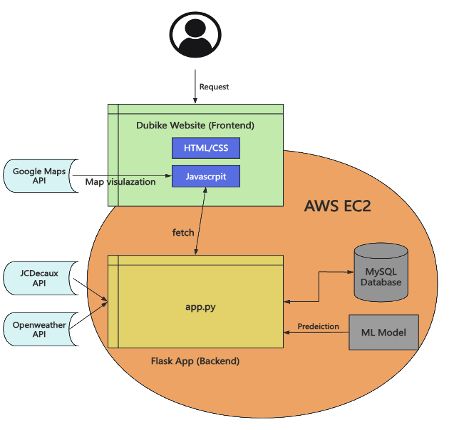 Request
Dubike Website (Frontend)
HTML/CSS
Google Maps
API
Map visulazation
Javascrpit
AWS EC2
fetch
JCDecaux
API
MySQL
Database
app.py
Openweather
API
Predeiction
ML Model
Flask App (Backend)